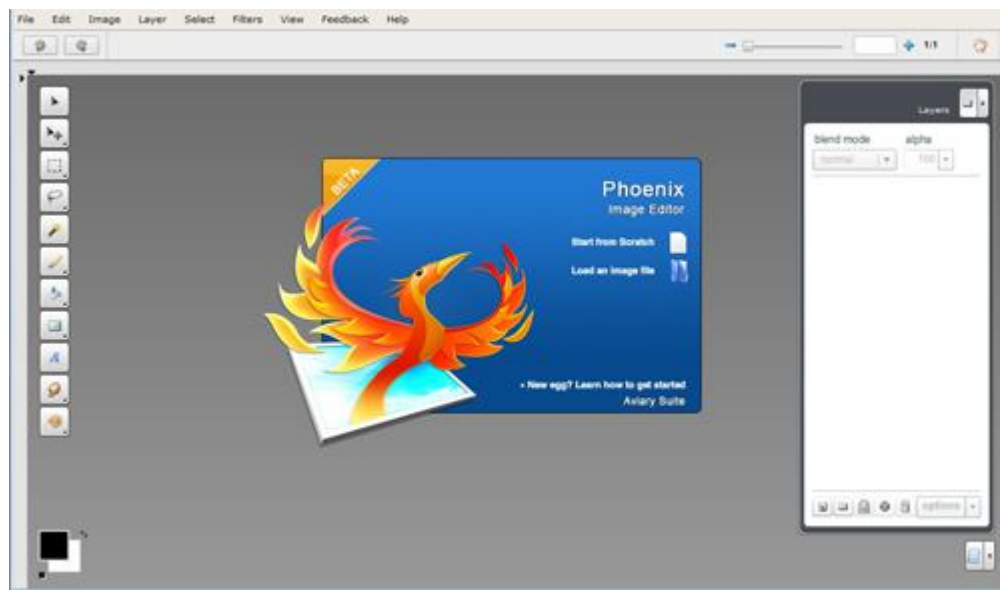 File Edit Image Layer Select Filters View Feedback Help
1/1
Layers
blend mode alpha
normal 100
BETA
Phoenix
Image Editor
Start from Scratch
Load an image file
• New egg? Learn how to get started
Aviary Suite
A
options